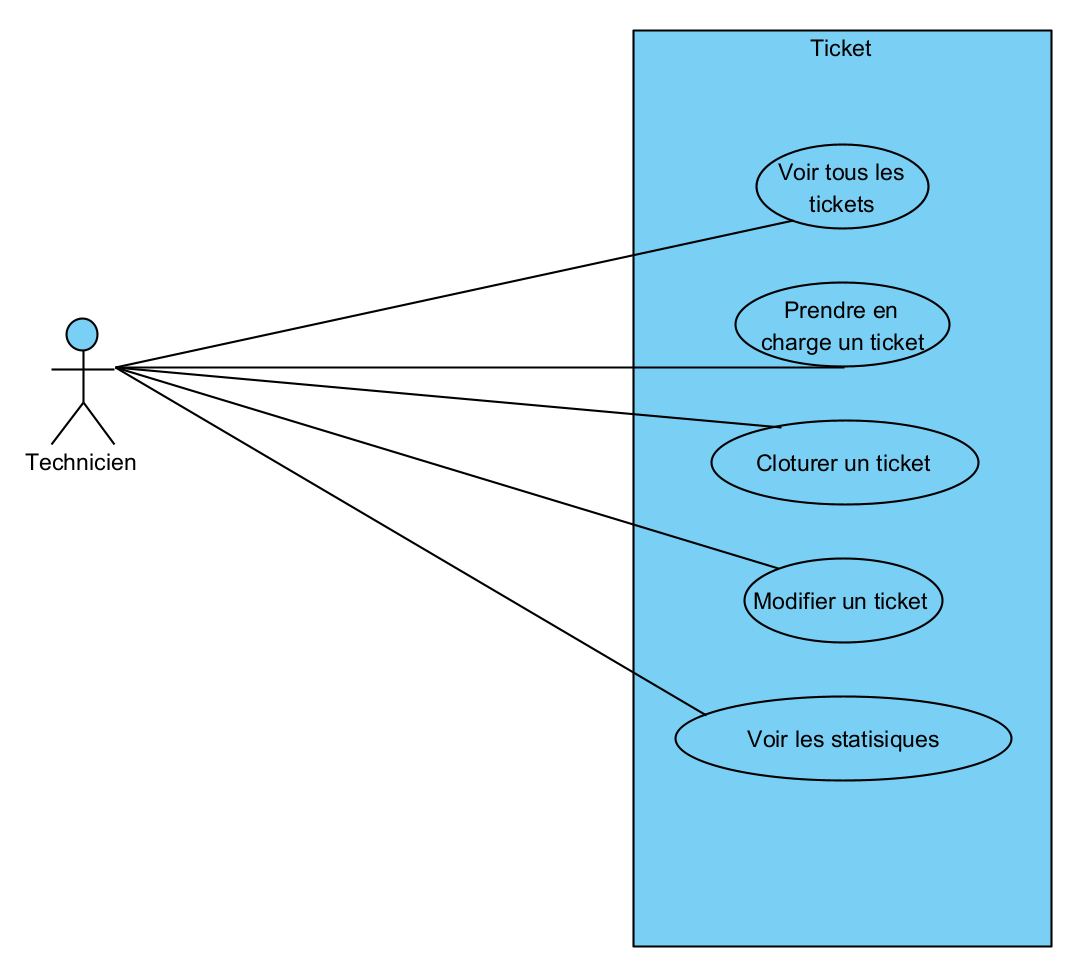 Ticket
Voir tous les
tickets
Prendre en
charge un ticket
Technicien
Cloturer un ticket
Modifier un ticket
Voir les statisiques